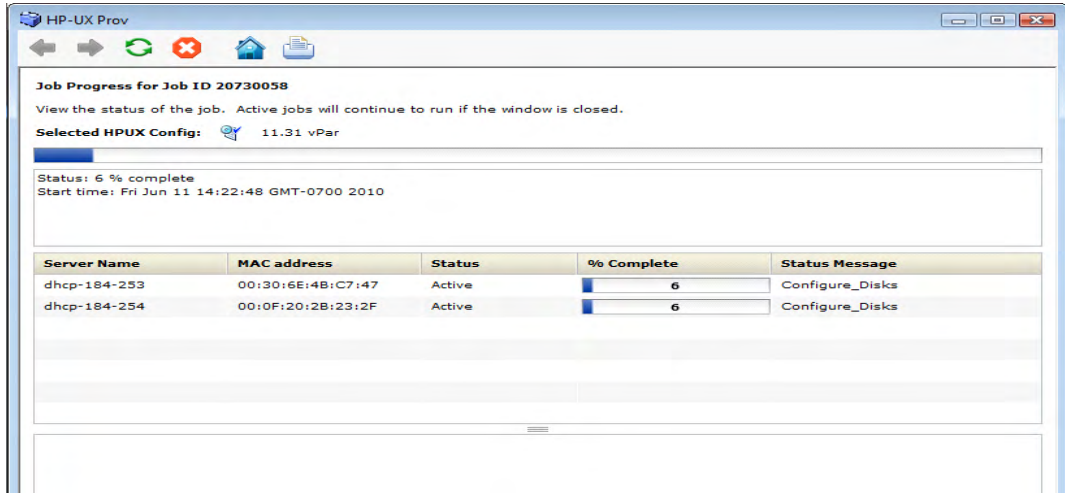 HP-UX Prov
Job Progress for Job ID 20730058
View the status of the job. Active jobs will continue to run if the window is closed.
Selected HPUX Config: 11.31 vPar
Status: 6 % complete
Start time: Fri Jun 11 14:22:48 GMT-0700 2010
Server Name MAC address Status % Complete Status Message
dhcp-184-253 00:30:6E:4B:C7:47 Active 6 Configure_Disks
dhcp-184-254 00:0F:20:2B:23:2F Active 6 Configure_Disks